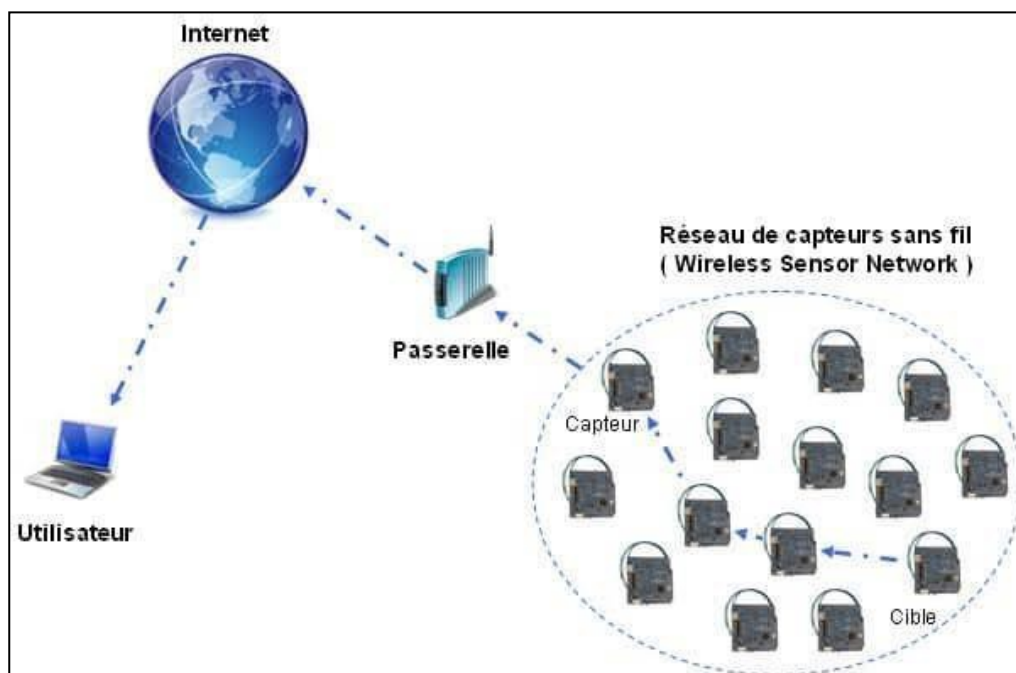 Internet
Réseau de capteurs sans fil
( Wireless Sensor Network )
Passerelle
Capteur
Utilisateur
Cible